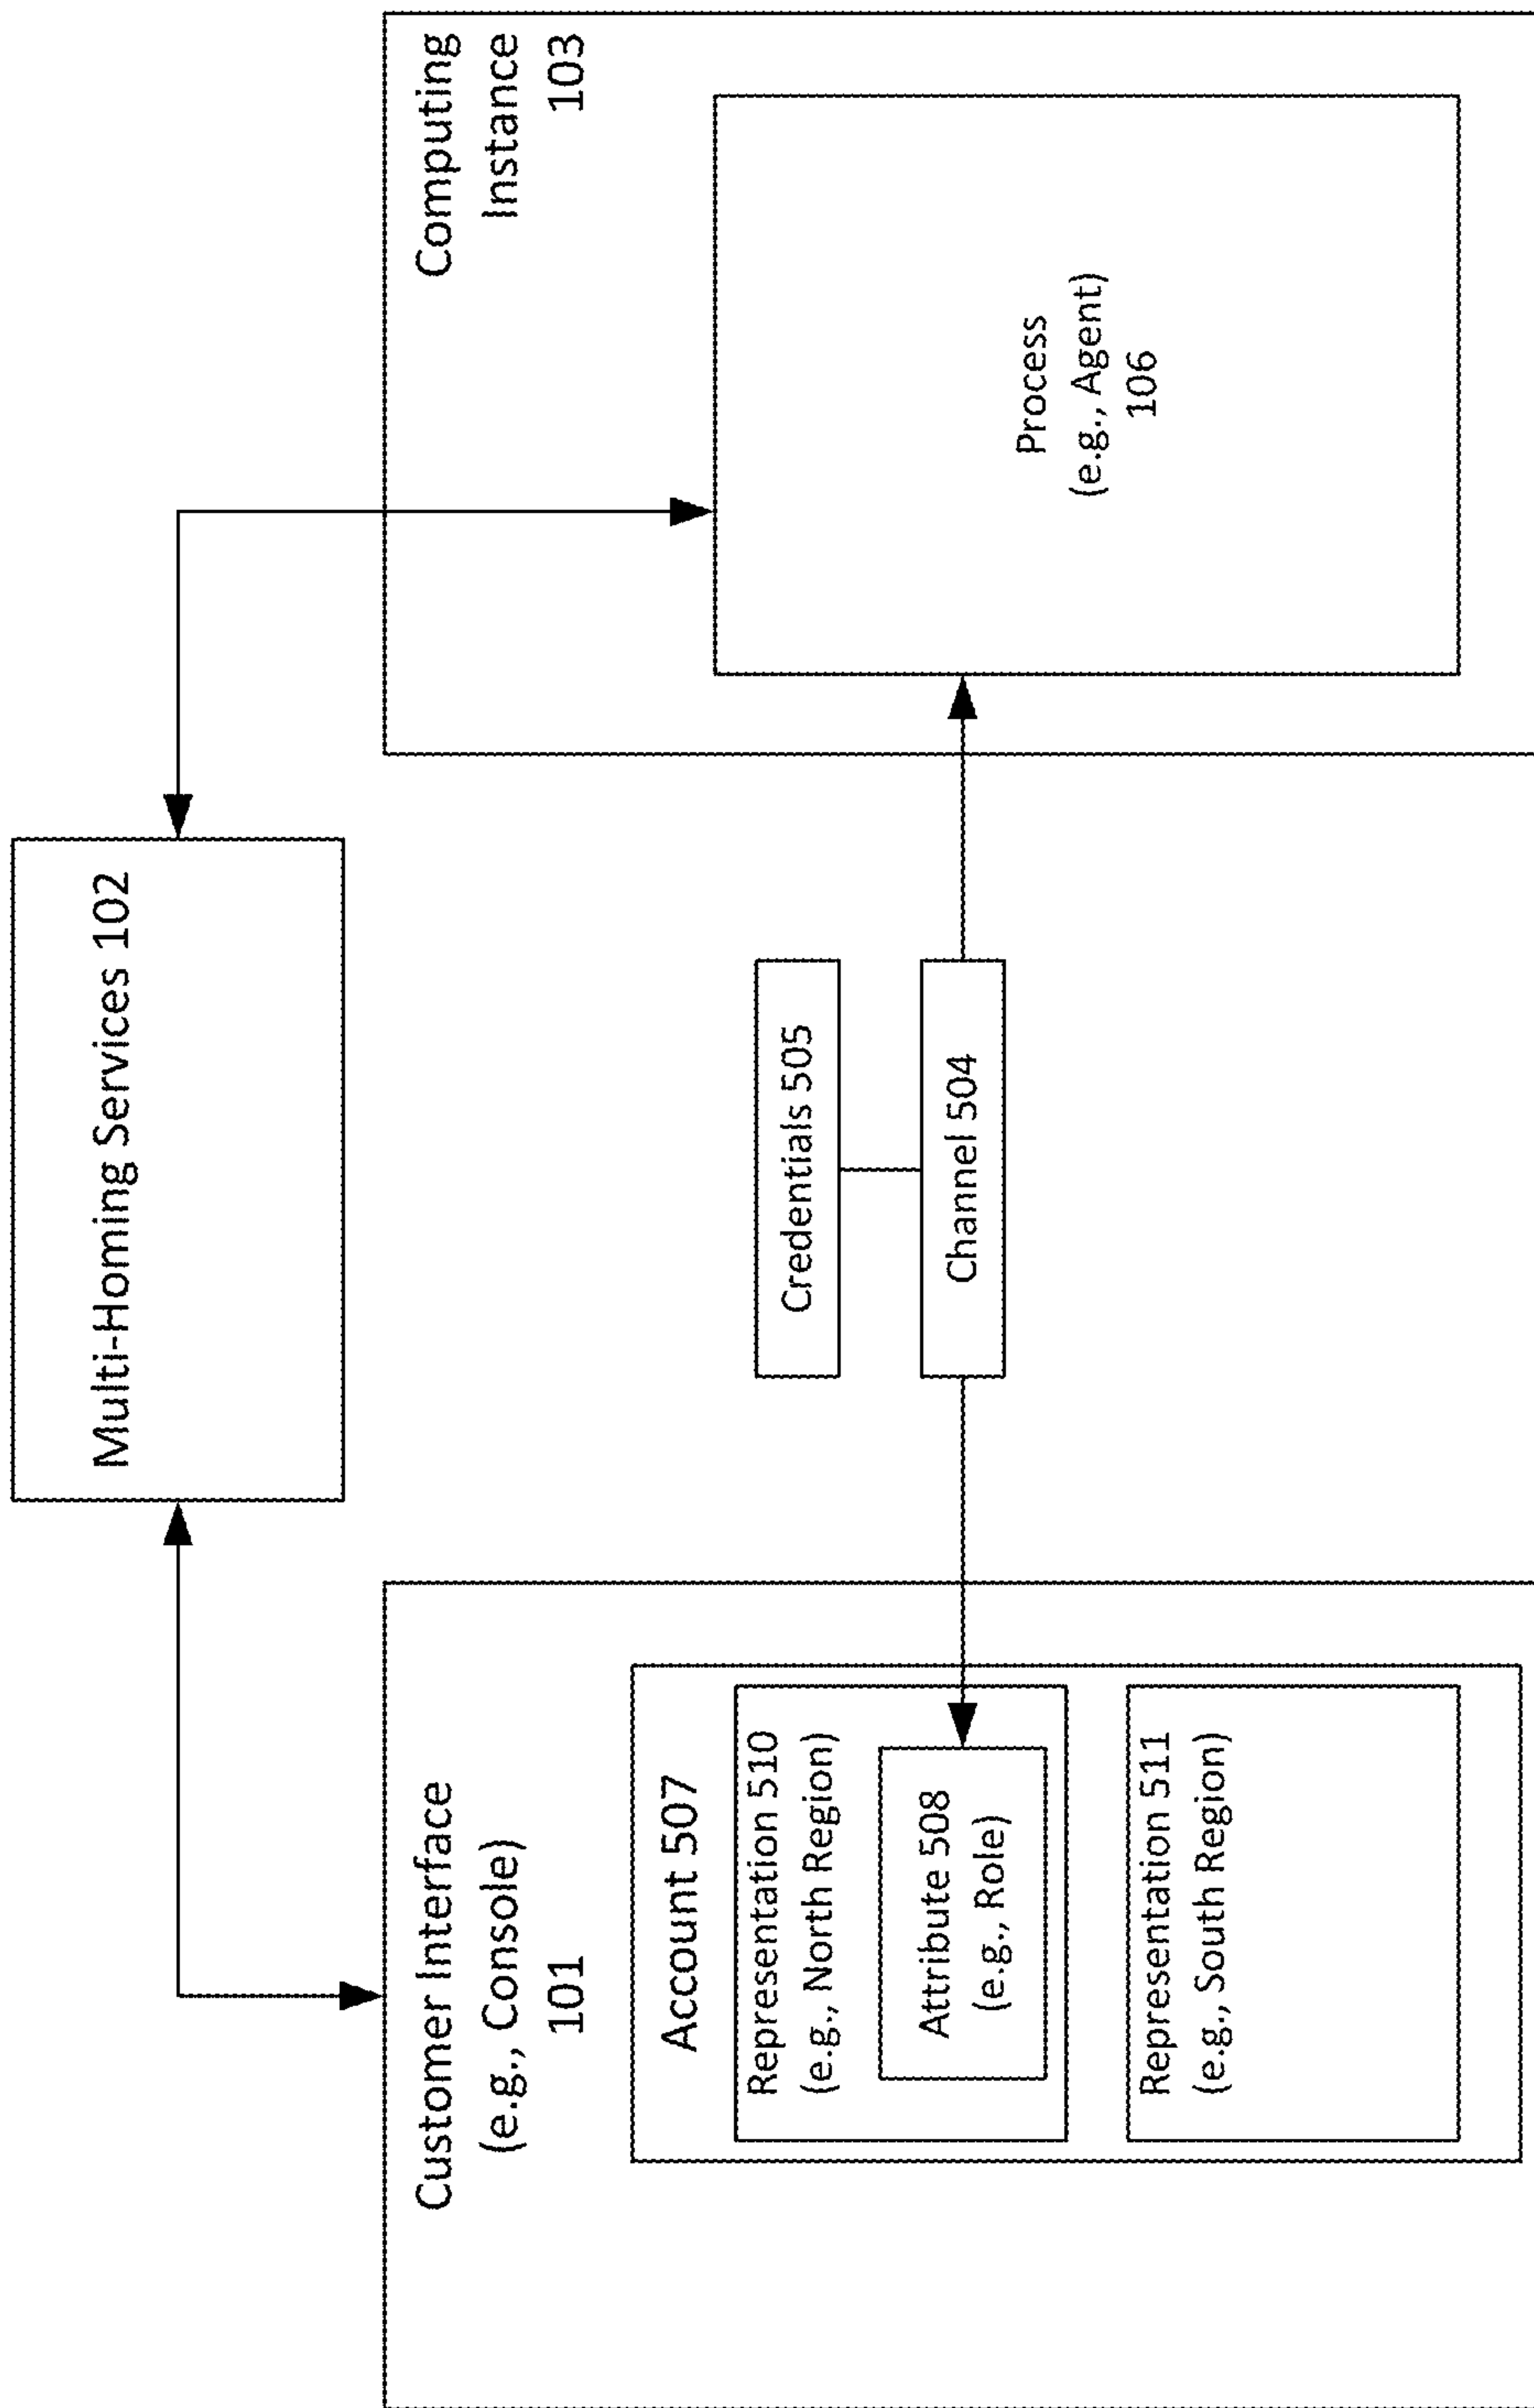 Multi-Homing Services 102
Customer Interface
(e.g., Console)
101
Account 507
Representation 510
(e.g., North Region)
Attribute 508
(e.g., Role)
Representation 511
(e.g., South Region)
Credentials 505
Channel 504
Computing
Instance
103
Process
(e.g., Agent)
106